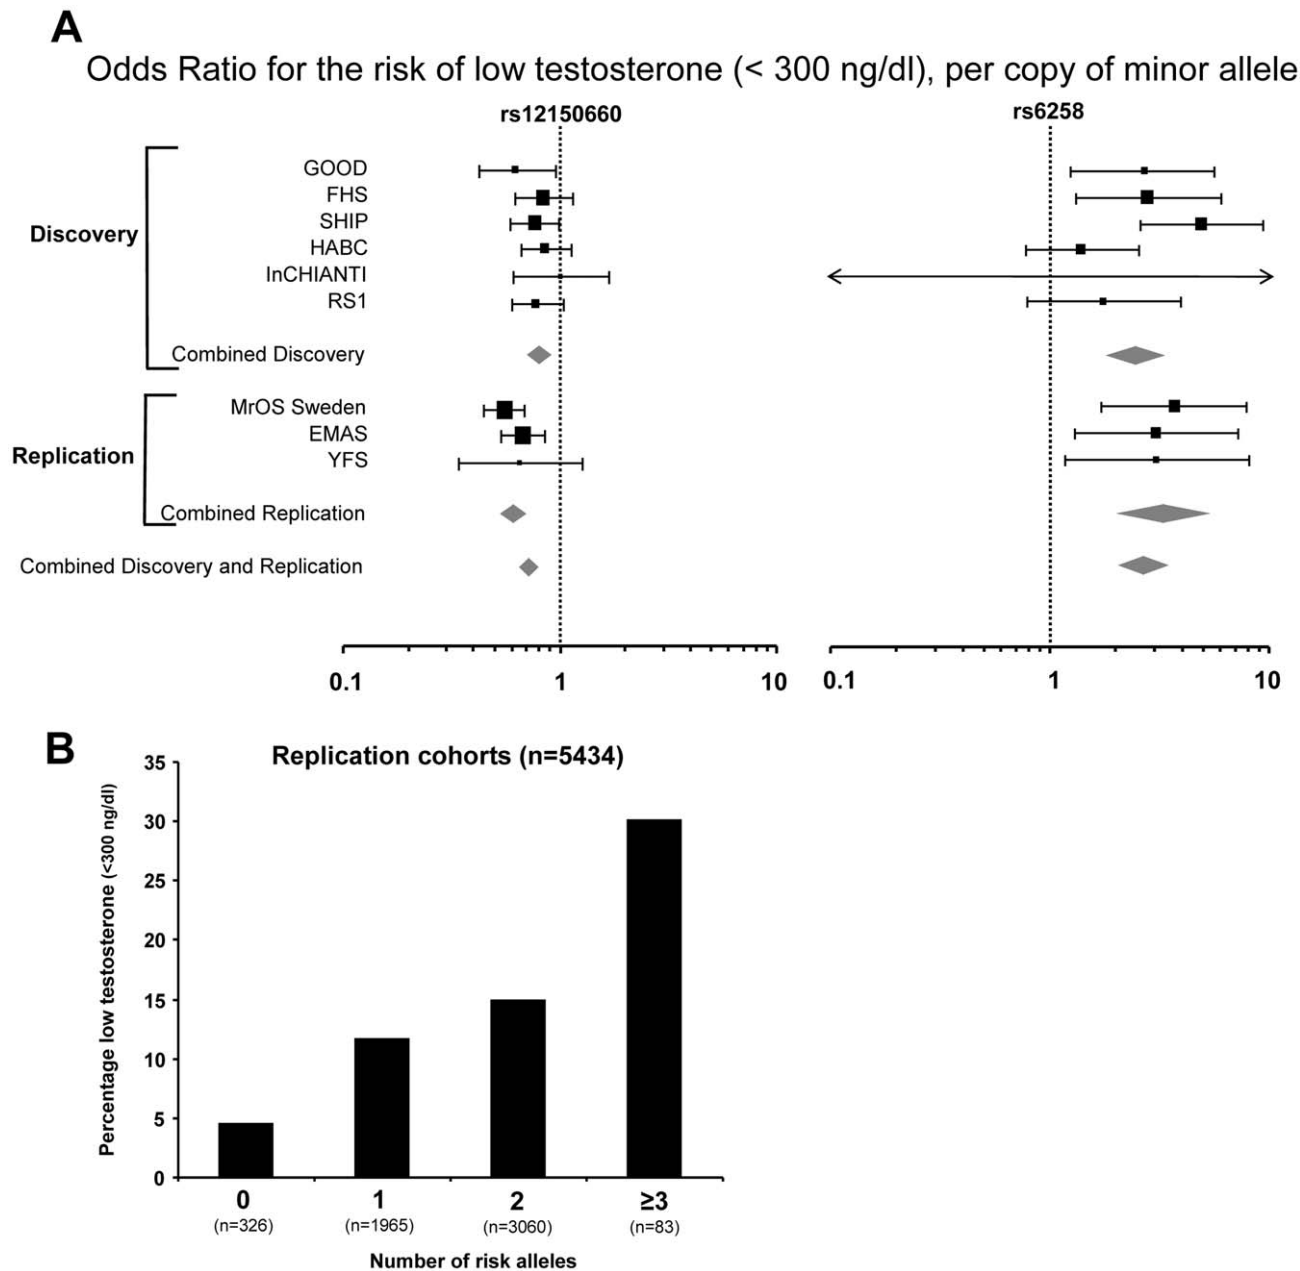 A
Odds Ratio for the risk of low testosterone (< 300 ng/dl), per copy of minor allele
rs12150660
rs6258
Discovery
GOOD
FHS
SHIP
HABC
InCHIANTI
RS1
Combined Discovery
Replication
MrOS Sweden
EMAS
YFS
Combined Replication
Combined Discovery and Replication
0.1 1 10
0.1 1 10
B
Replication cohorts (n=5434)
Percentage low testosterone (<300 ng/dl)
35
30
25
20
15
10
5
0
0 1 2 ≥3
(n=326) (n=1965) (n=3060) (n=83)
Number of risk alleles